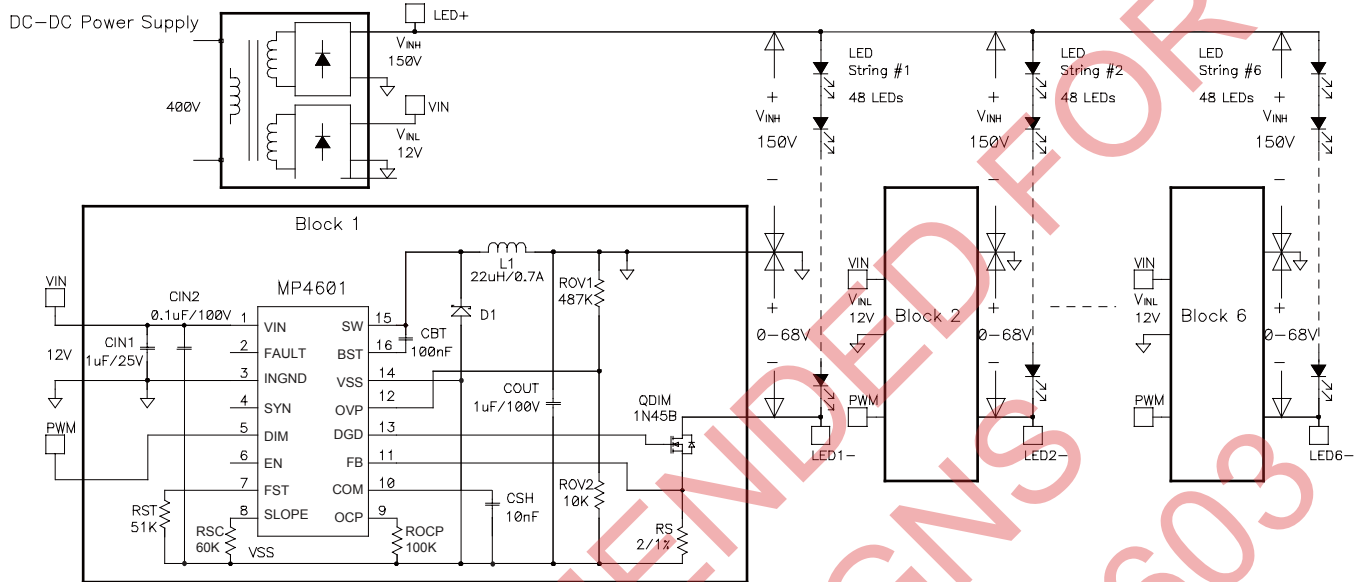 DC-DC Power Supply
LED+
VINH
150V
400V
VIN
VINL
12V
LED
String #1
48 LEDs
LED
String #2
48 LEDs
LED
String #6
48 LEDs
+
VINH
150V
-
+
VINH
150V
-
+
VINH
150V
-
Block 1
L1
22uH/0.7A
MP4601
VIN
12V
CIN2
0.1uF/100V
CIN1
1uF/25V
PWM
1 VIN
2 FAULT
3 INGND
4 SYN
5 DIM
6 EN
7 FST
8 SLOPE
SW 15
BST 16
VSS 14
OVP 12
DGD 13
FB 11
COM 10
OCP 9
CBT
100nF
D1
ROV1
487K
COUT
1uF/100V
QDIM
1N45B
ROV2
10K
CSH
10nF
RS
2/1%
RST
51K
RSC
60K
VSS
ROCP
100K
+
0-68V
-
LED1-
VIN
VINL
12V
Block 2
PWM
+
0-68V
-
LED2-
VIN
VINL
12V
Block 6
PWM
+
0-68V
-
LED6-
ENDED FOR
IGNS
603